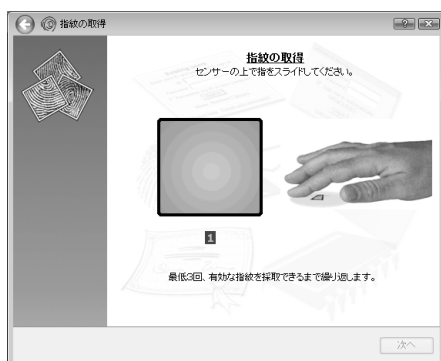 指紋の取得
指紋の取得
センサーの上で指をスライドしてください。
1
最低3回、有効な指紋を採取できるまで繰り返します。
次へ